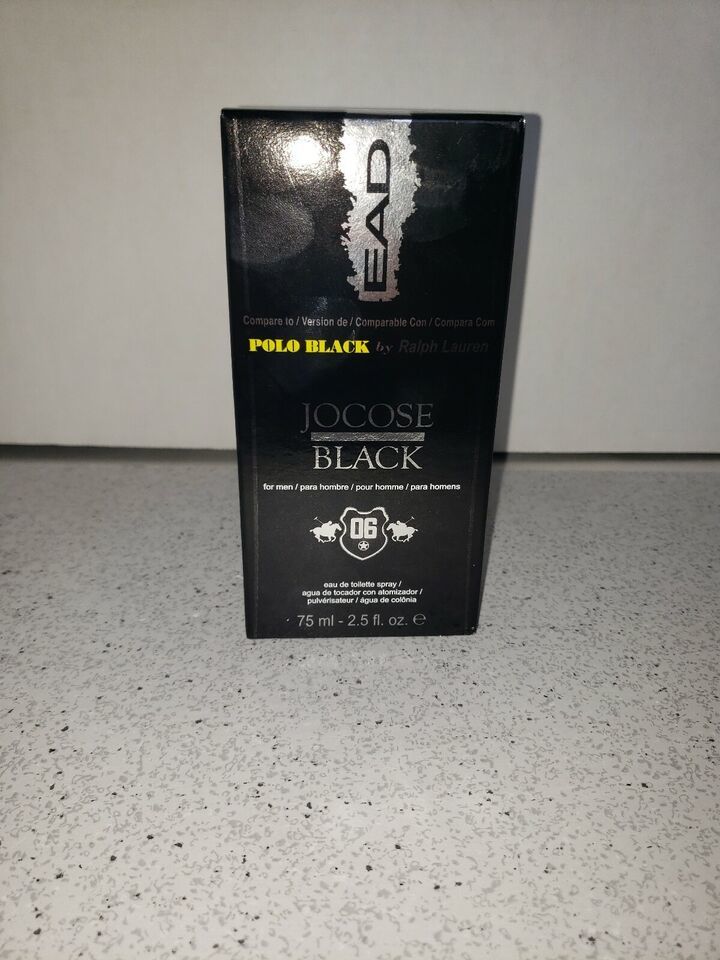 EAD
Compare to / Version de / Comparable Con / Compara Com
POLO BLACK by Ralph Lauren
JOCOSE
BLACK
for men / para hombre / pour homme / para homens
06
eau de toilette spray /
agua de tocador con atomizador /
pulvérisateur / água de colônia
75 ml - 2.5 fl. oz. ℮